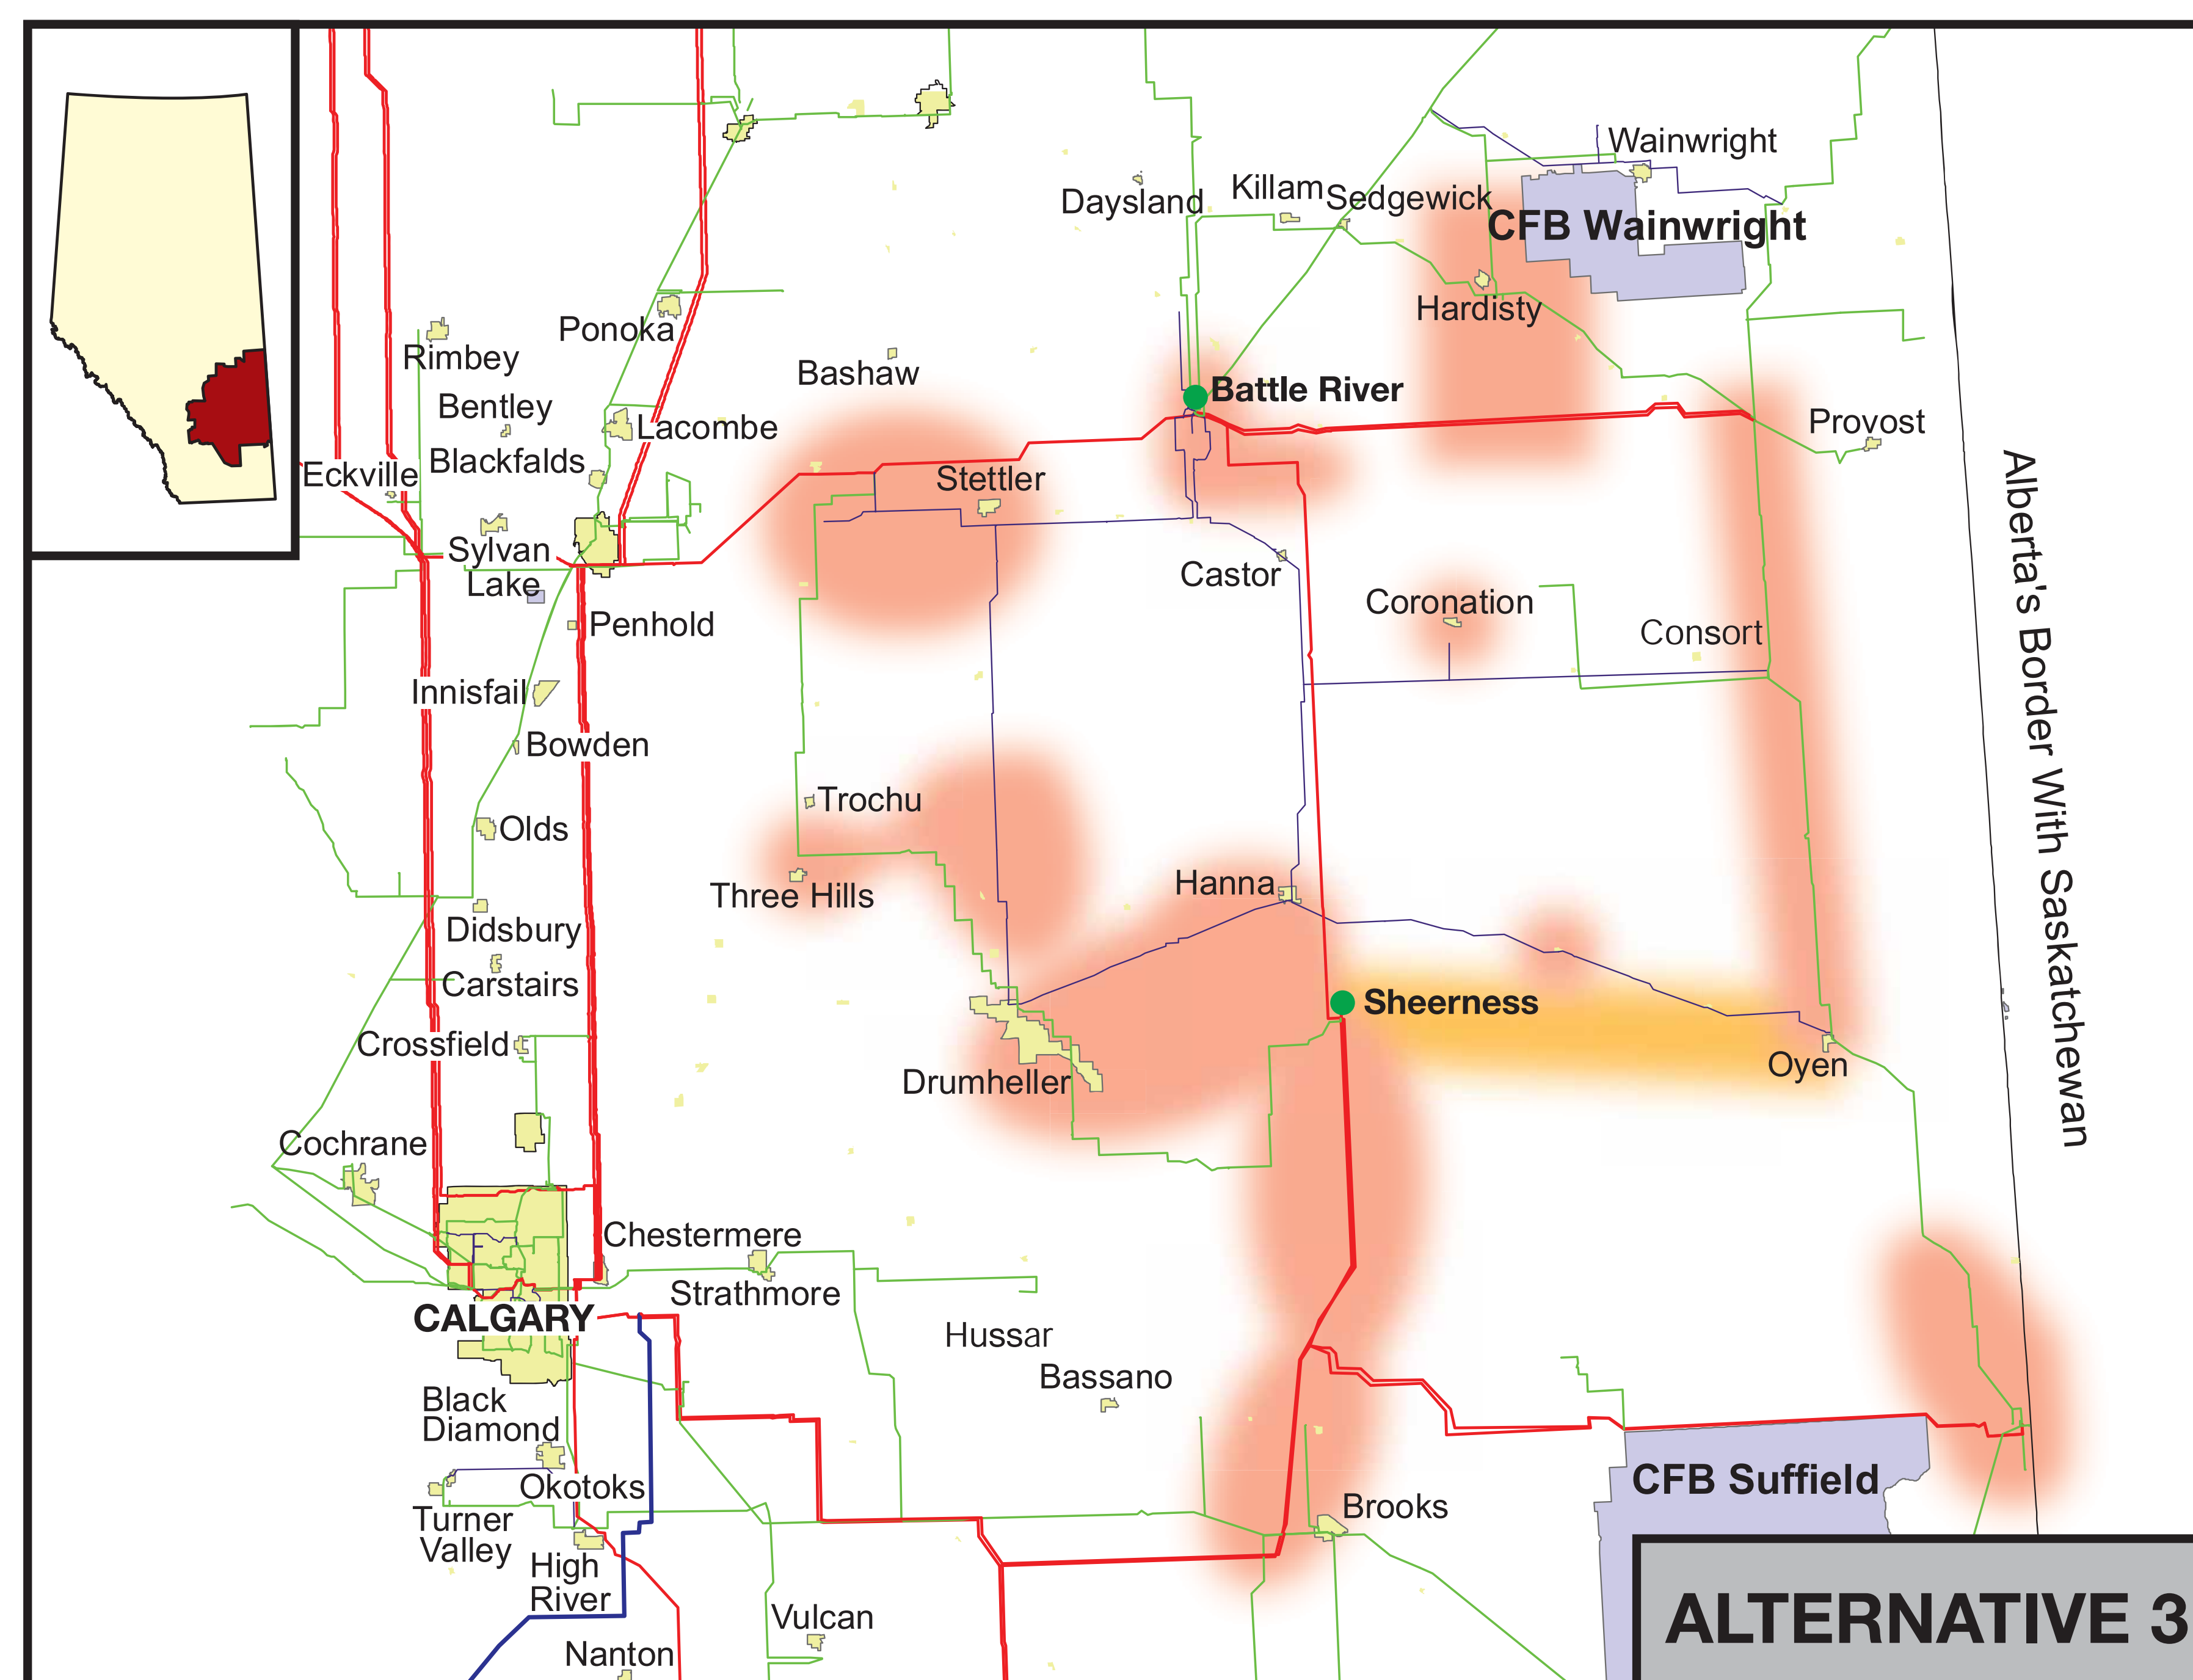 Wainwright
Daysland
Killam
Sedgewick
CFB Wainwright
Hardisty
Ponoka
Rimbey
Bashaw
Battle River
Bentley
Lacombe
Provost
Blackfalds
Eckville
Stettler
Sylvan
Lake
Castor
Coronation
Penhold
Consort
Innisfail
Bowden
Alberta's Border With Saskatchewan
Trochu
Olds
Three Hills
Hanna
Didsbury
Carstairs
Sheerness
Crossfield
Oyen
Drumheller
Cochrane
Chestermere
Strathmore
CALGARY
Hussar
Bassano
Black
Diamond
CFB Suffield
Okotoks
Brooks
Turner
Valley
High
River
Vulcan
Nanton
ALTERNATIVE 3